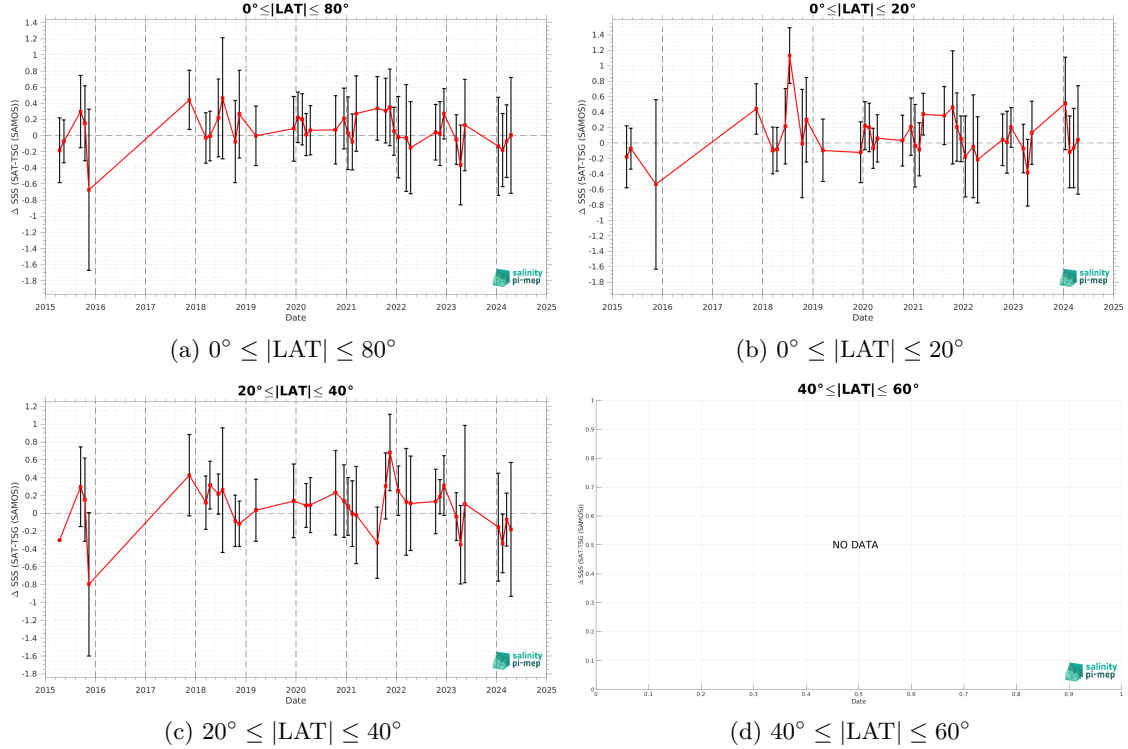 0°≤|LAT|≤ 80°
Δ SSS (SAT-TSG (SAMOS))
1.4
1.2
1
0.8
0.6
0.4
0.2
0
-0.2
-0.4
-0.6
-0.8
-1
-1.2
-1.4
-1.6
-1.8
2015 2016 2017 2018 2019 2020 2021 2022 2023 2024 2025
Date
salinity
pi-mep
(a) 0° ≤ |LAT| ≤ 80°
0°≤|LAT|≤ 20°
Δ SSS (SAT-TSG (SAMOS))
1.4
1.2
1
0.8
0.6
0.4
0.2
0
-0.2
-0.4
-0.6
-0.8
-1
-1.2
-1.4
-1.6
-1.8
2015 2016 2017 2018 2019 2020 2021 2022 2023 2024 2025
Date
salinity
pi-mep
(b) 0° ≤ |LAT| ≤ 20°
20°≤|LAT|≤ 40°
Δ SSS (SAT-TSG (SAMOS))
1.2
1
0.8
0.6
0.4
0.2
0
-0.2
-0.4
-0.6
-0.8
-1
-1.2
-1.4
-1.6
-1.8
2015 2016 2017 2018 2019 2020 2021 2022 2023 2024 2025
Date
salinity
pi-mep
(c) 20° ≤ |LAT| ≤ 40°
40°≤|LAT|≤ 60°
Δ SSS (SAT-TSG (SAMOS))
1
0.9
0.8
0.7
0.6
0.5
0.4
0.3
0.2
0.1
0
NO DATA
0 0.1 0.2 0.3 0.4 0.5 0.6 0.7 0.8 0.9 1
Date
salinity
pi-mep
(d) 40° ≤ |LAT| ≤ 60°